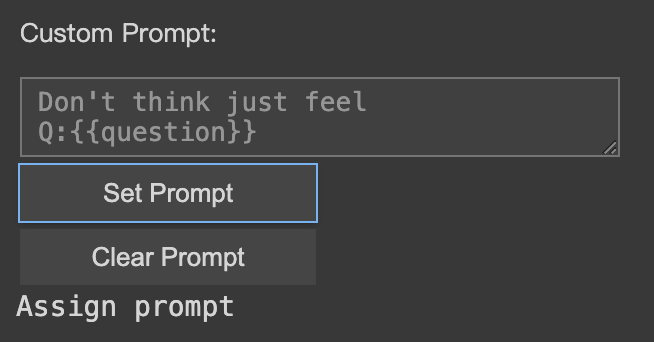 Custom Prompt:
Don't think just feel
Q:{{question}}
Set Prompt
Clear Prompt
Assign prompt